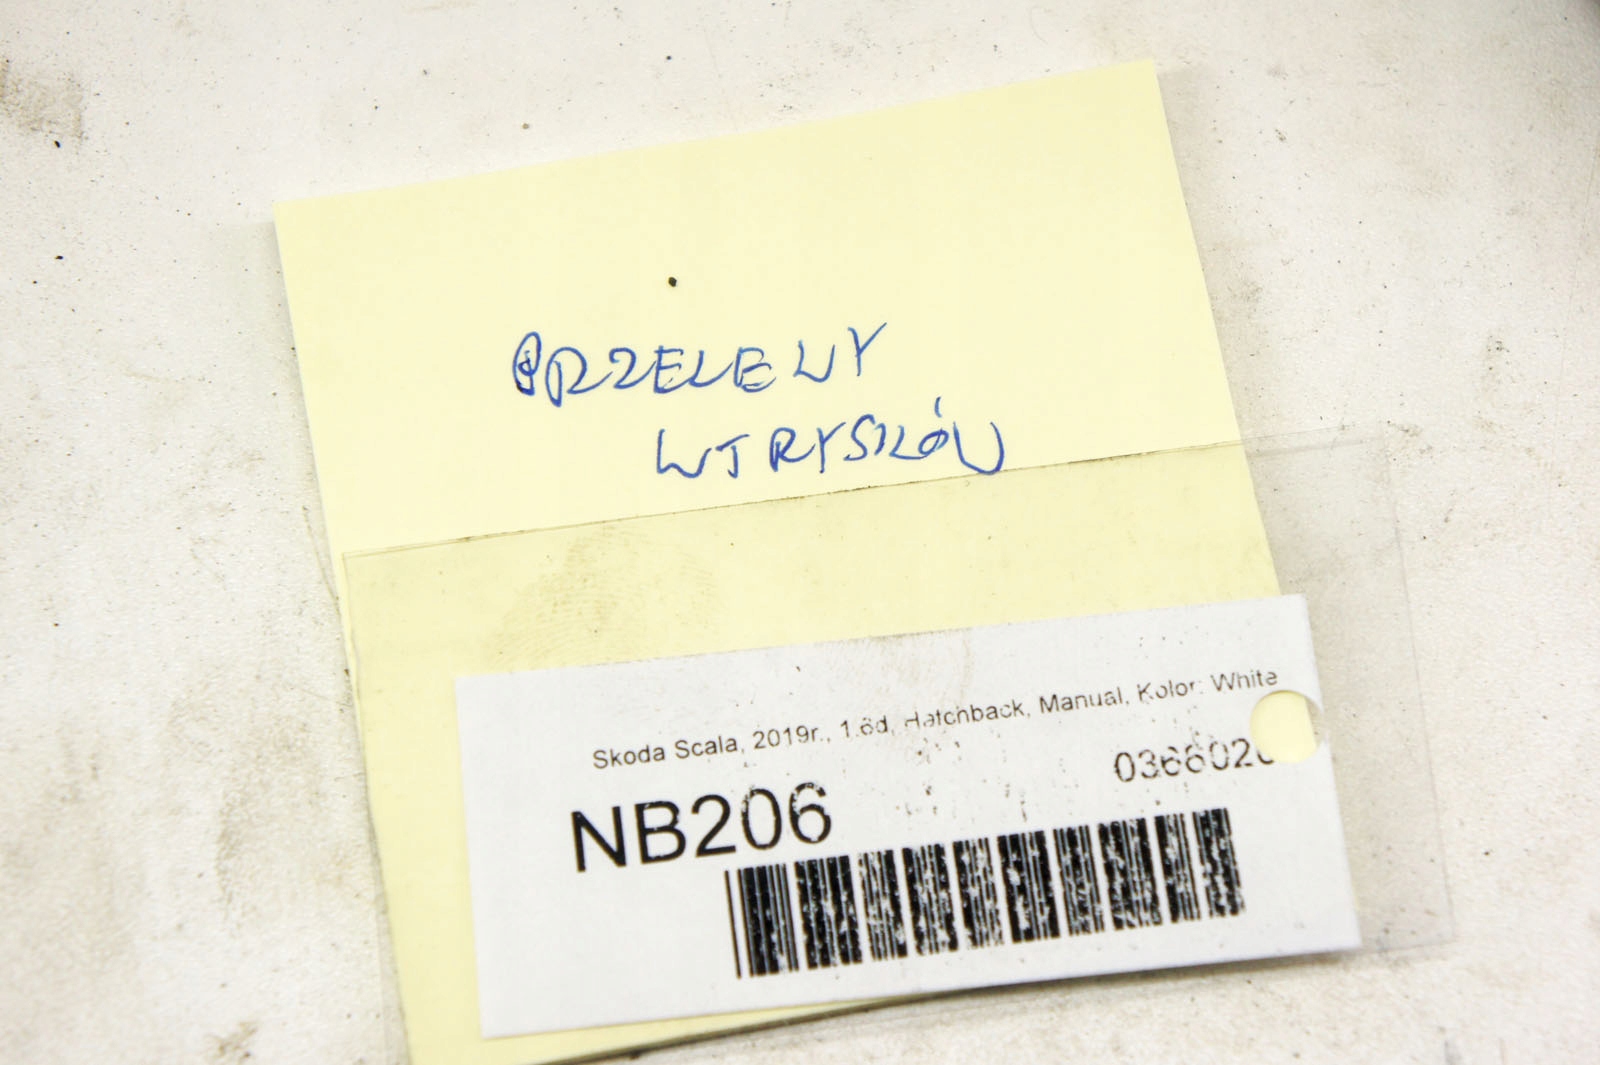 PRZELEWY
WTRYSKÓW
Skoda Scala, 2019r., 1.6d, Hatchback, Manual, Kolor: White
NB206